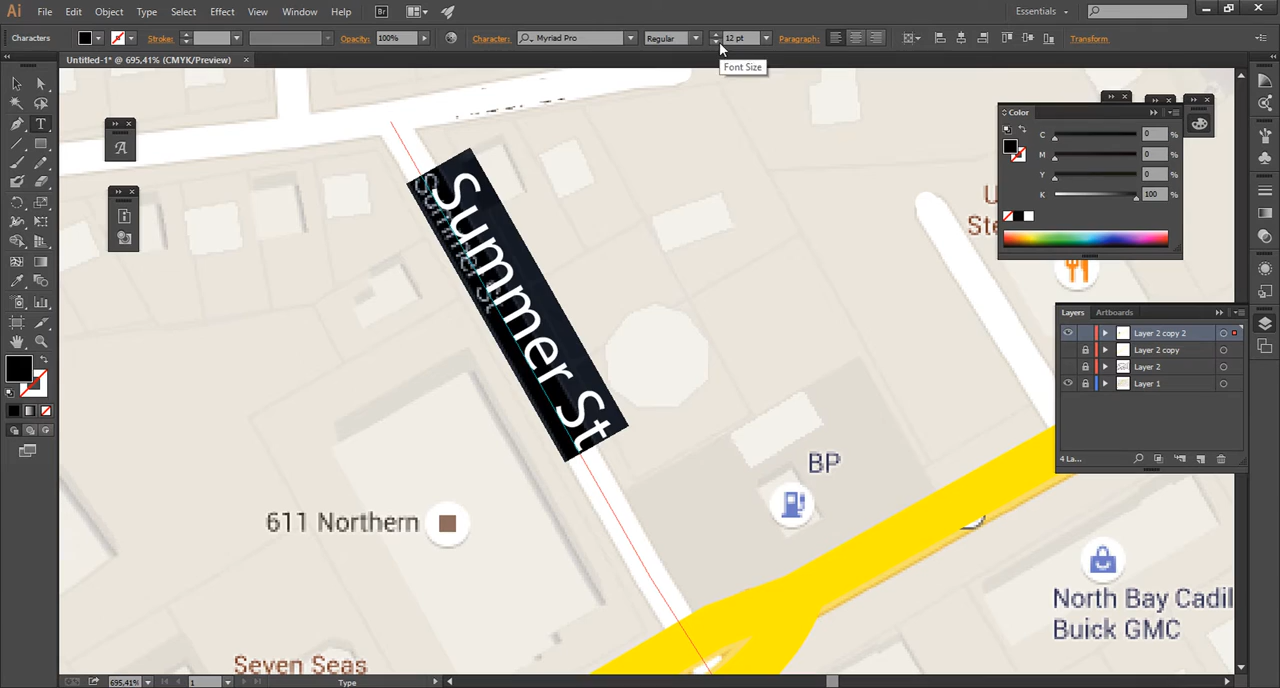 Ai File Edit Object Type Select Effect View Window Help Br Essentials
Characters Stroke: Opacity: 100% Character: Myriad Pro Regular 12 pt Paragraph: Transform
Untitled-1* @ 695,41% (CMYK/Preview)
Font Size
Color
C 0 %
M 0 %
Y 0 %
K 100 %
Summer St
Summer St
U
Ste
Layers Artboards
Layer 2 copy 2
Layer 2 copy
Layer 2
Layer 1
4 La...
BP
611 Northern
North Bay Cadil
Buick GMC
Seven Seas
695,41% 1 Type